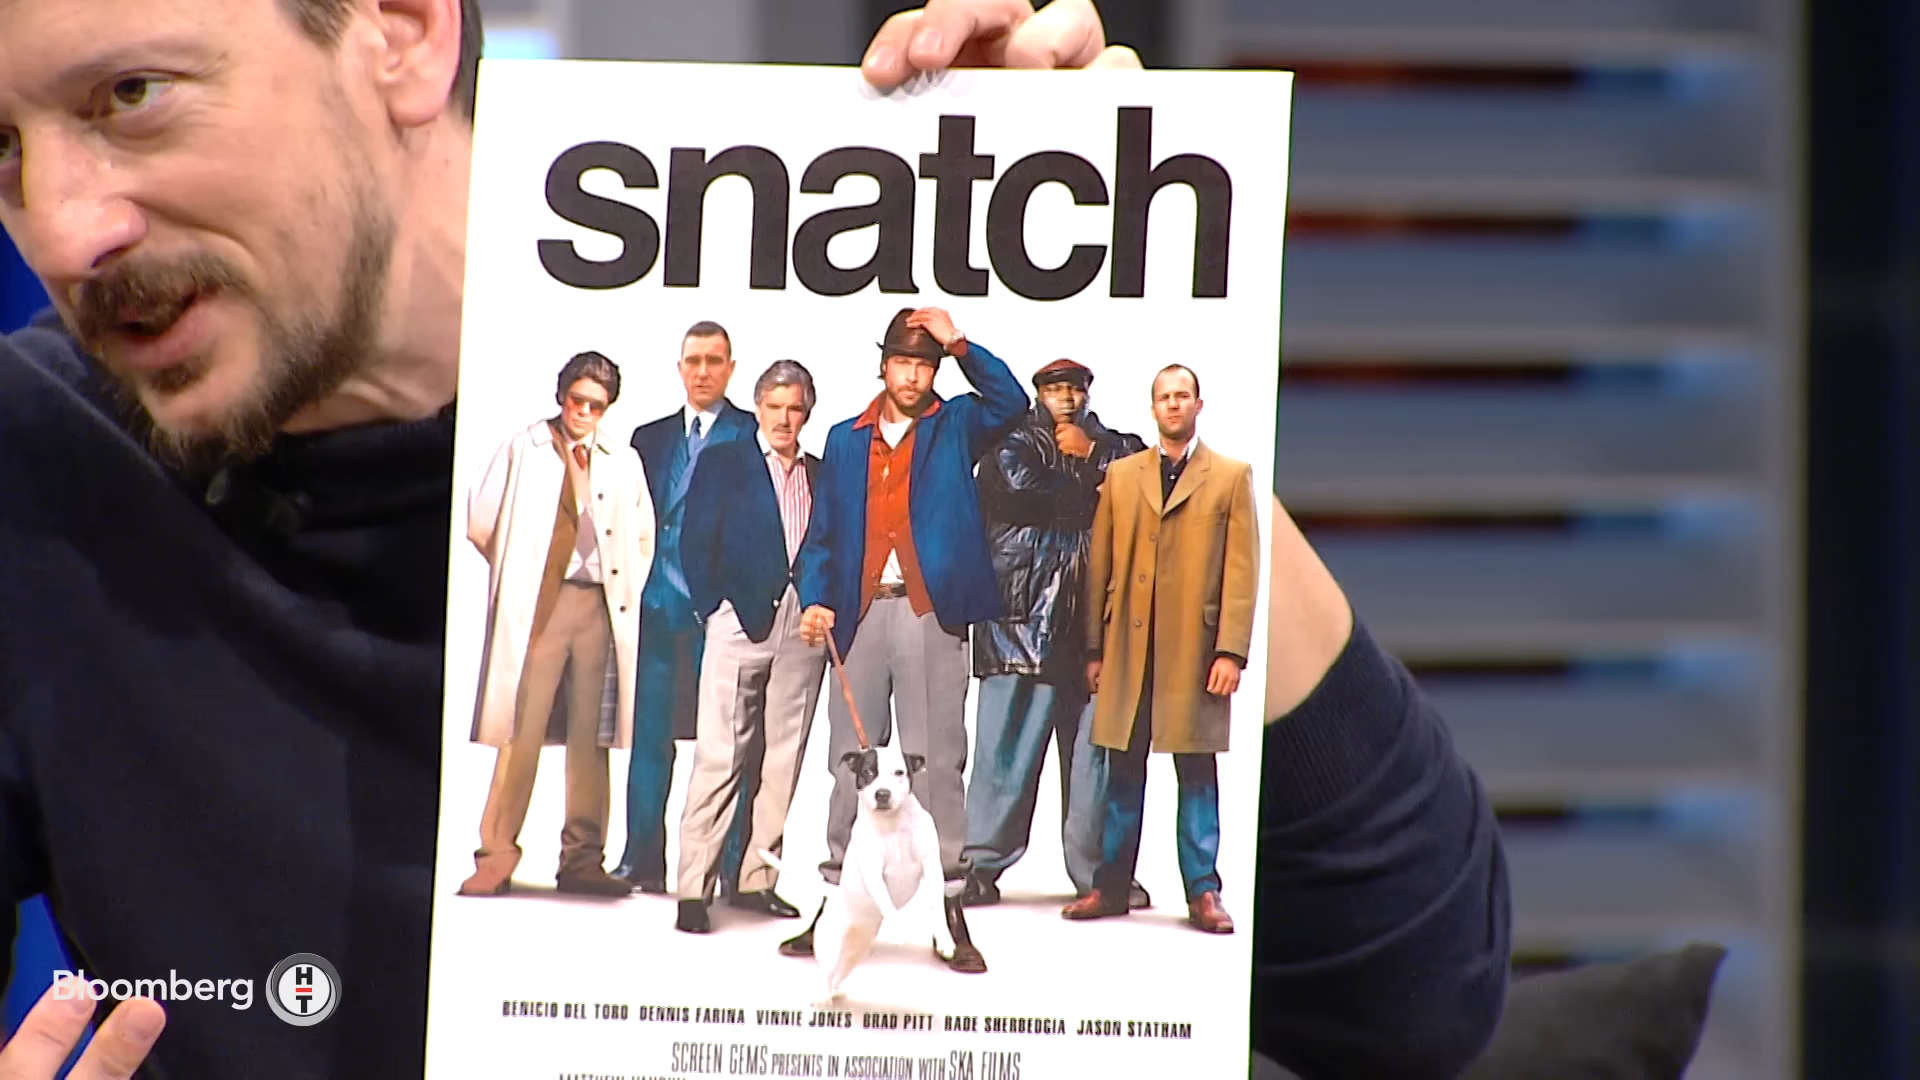 snatch
BENICIO DEL TORO DENNIS FARINA VINNIE JONES BRAD PITT RADE SHERBEDGIA JASON STATHAM
SCREEN GEMS PRESENTS IN ASSOCIATION WITH SKA FILMS
Bloomberg HT